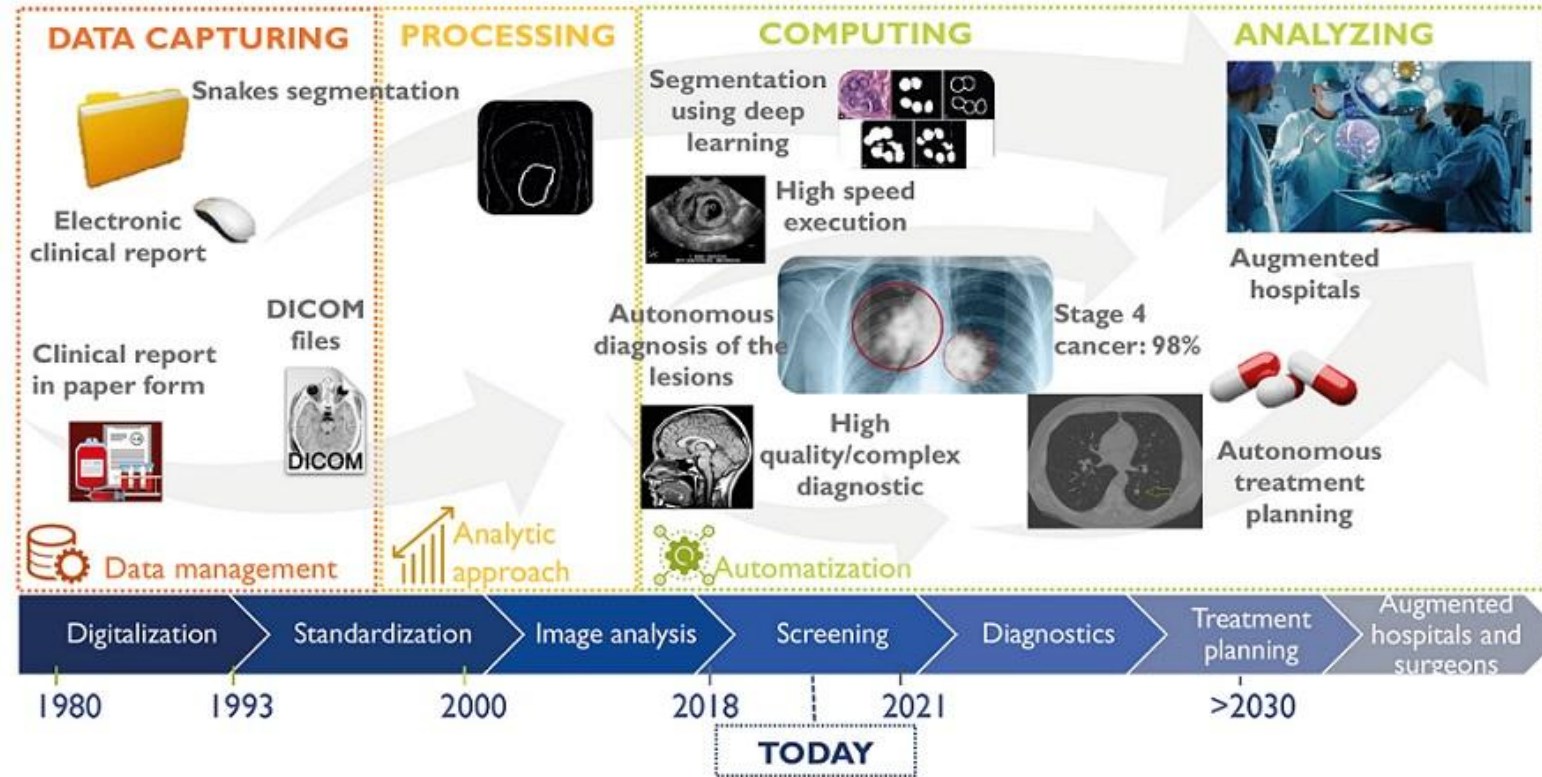 DATA CAPTURING
PROCESSING
COMPUTING
ANALYZING
Snakes segmentation
Electronic
clinical report
DICOM
files
Clinical report
in paper form
DICOM
Data management
Analytic
approach
Segmentation
using deep
learning
High speed
execution
Autonomous
diagnosis of the
lesions
Stage 4
cancer: 98%
High
quality/complex
diagnostic
Automatization
Augmented
hospitals
Autonomous
treatment
planning
Digitalization
Standardization
Image analysis
Screening
Diagnostics
Treatment
planning
Augmented
hospitals and
surgeons
1980
1993
2000
2018
2021
>2030
TODAY